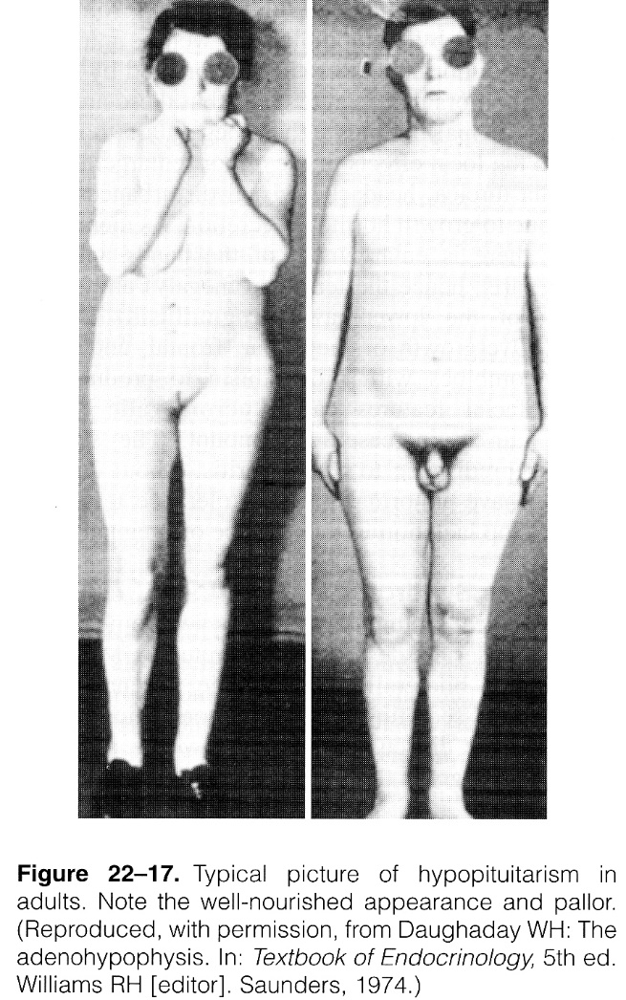 Figure 22–17. Typical picture of hypopituitarism in
adults. Note the well-nourished appearance and pallor.
(Reproduced, with permission, from Daughaday WH: The
adenohypophysis. In: Textbook of Endocrinology, 5th ed.
Williams RH [editor]. Saunders, 1974.)